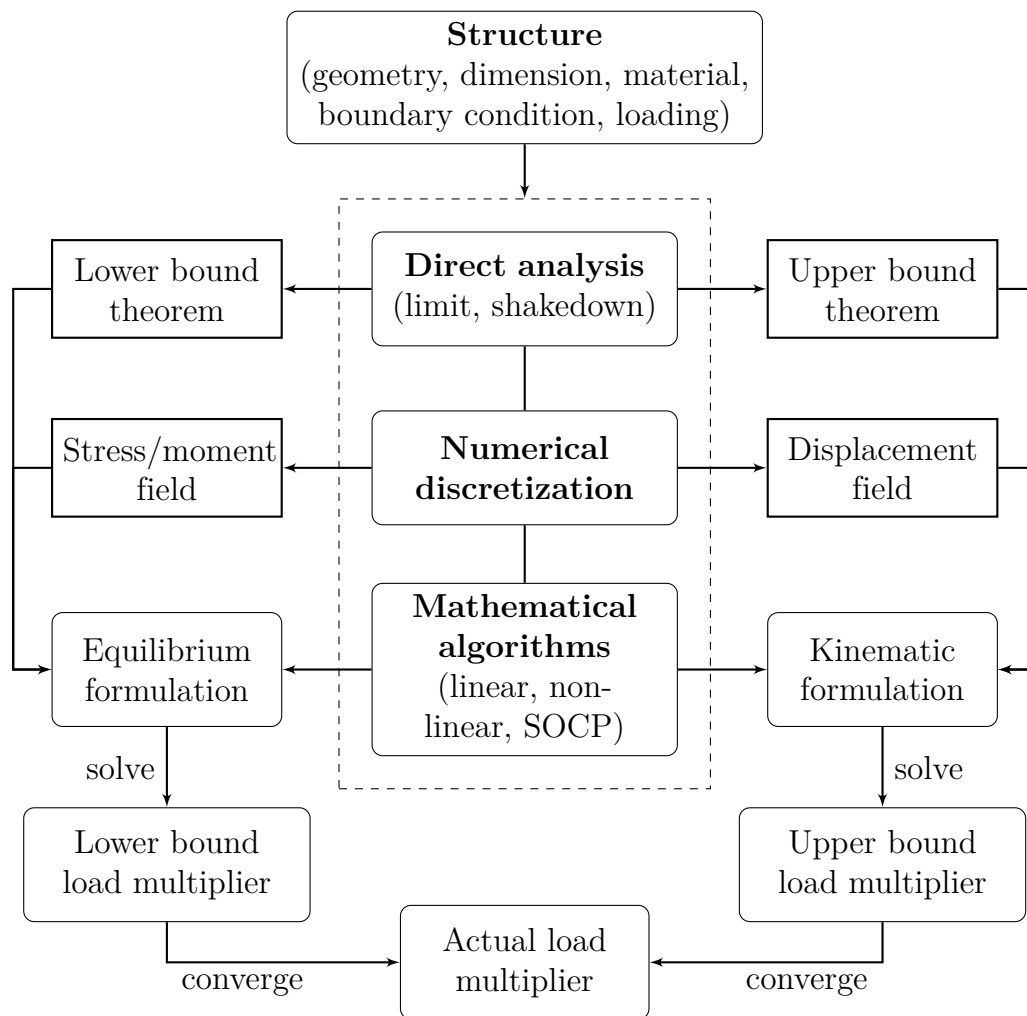 Structure
(geometry, dimension, material,
boundary condition, loading)
Lower bound
theorem
Direct analysis
(limit, shakedown)
Upper bound
theorem
Stress/moment
field
Numerical
discretization
Displacement
field
Equilibrium
formulation
Mathematical
algorithms
(linear, non-
linear, SOCP)
Kinematic
formulation
solve
solve
Lower bound
load multiplier
Upper bound
load multiplier
Actual load
multiplier
converge
converge